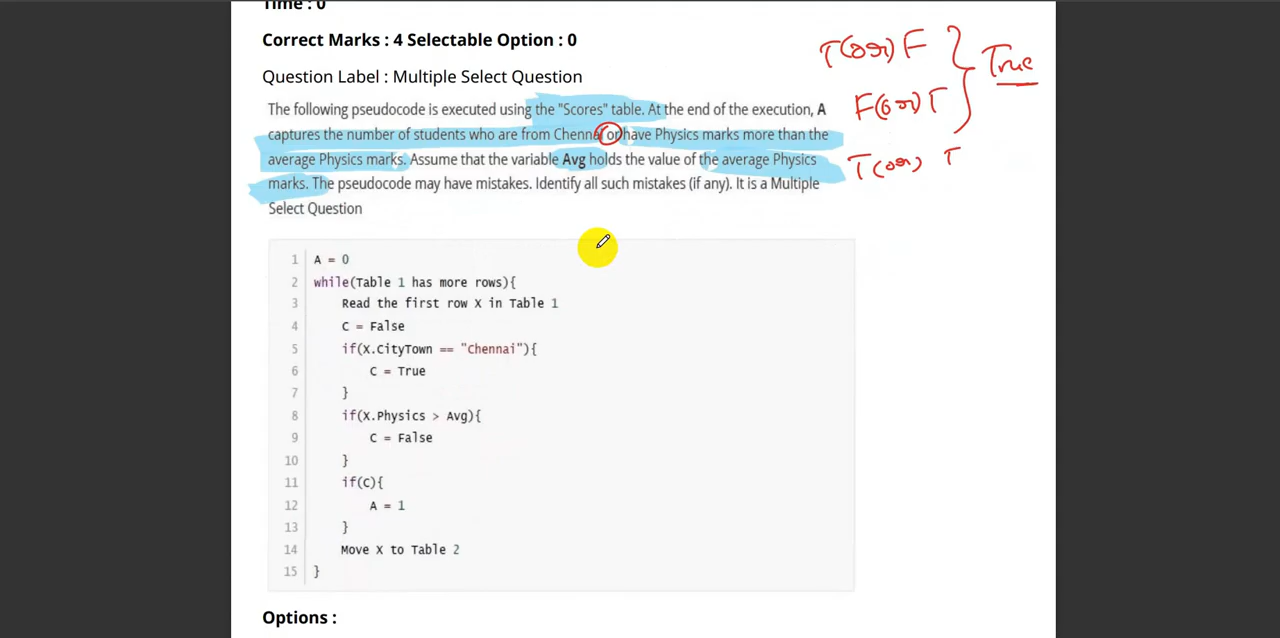 Time : 0
Correct Marks : 4 Selectable Option : 0
Question Label : Multiple Select Question
The following pseudocode is executed using the "Scores" table. At the end of the execution, A
captures the number of students who are from Chennai or have Physics marks more than the
average Physics marks. Assume that the variable Avg holds the value of the average Physics
marks. The pseudocode may have mistakes. Identify all such mistakes (if any). It is a Multiple
Select Question
T(or) F
F(or) T
True
T(or) T
1 A = 0
2 while(Table 1 has more rows){
3 Read the first row X in Table 1
4 C = False
5 if(X.CityTown == "Chennai"){
6 C = True
7 }
8 if(X.Physics > Avg){
9 C = False
10 }
11 if(C){
12 A = 1
13 }
14 Move X to Table 2
15 }
Options :